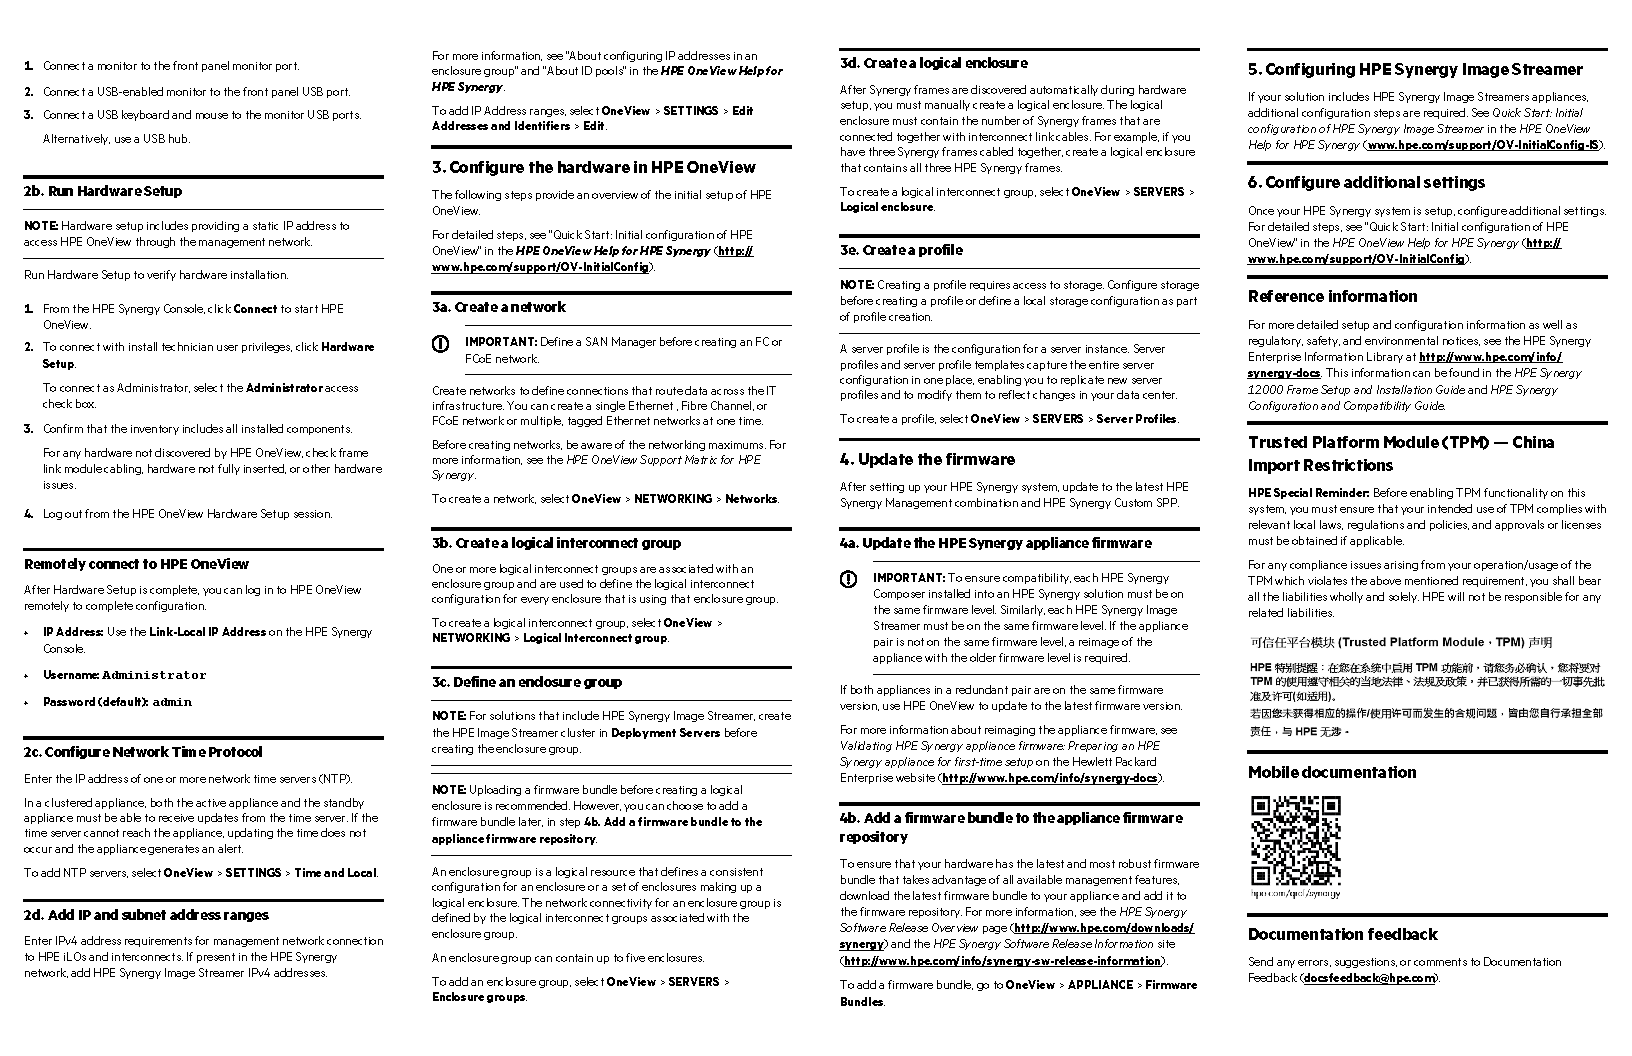 1. Connect a monitor to the front panel monitor port.
2. Connect a USB-enabled monitor to the front panel USB port.
3. Connect a USB keyboard and mouse to the monitor USB ports.
Alternatively, use a USB hub.
2b. Run Hardware Setup
NOTE: Hardware setup includes providing a static IP address to
access HPE OneView through the management network.
Run Hardware Setup to verify hardware installation.
1. From the HPE Synergy Console, click Connect to start HPE
OneView.
2. To connect with install technician user privileges, click Hardware
Setup.
To connect as Administrator, select the Administrator access
check box.
3. Confirm that the inventory includes all installed components.
For any hardware not discovered by HPE OneView, check frame
link module cabling, hardware not fully inserted, or other hardware
issues.
4. Log out from the HPE OneView Hardware Setup session.
Remotely connect to HPE OneView
After Hardware Setup is complete, you can log in to HPE OneView
remotely to complete configuration.
• IP Address: Use the Link-Local IP Address on the HPE Synergy
Console.
• Username: Administrator
• Password (default): admin
2c. Configure Network Time Protocol
Enter the IP address of one or more network time servers (NTP).
In a clustered appliance, both the active appliance and the standby
appliance must be able to receive updates from the time server. If the
time server cannot reach the appliance, updating the time does not
occur and the appliance generates an alert.
To add NTP servers, select OneView > SETTINGS > Time and Local.
2d. Add IP and subnet address ranges
Enter IPv4 address requirements for management network connection
to HPE iLOs and interconnects. If present in the HPE Synergy
network, add HPE Synergy Image Streamer IPv4 addresses.
For more information, see "About configuring IP addresses in an
enclosure group" and "About ID pools" in the HPE OneView Help for
HPE Synergy.
To add IP Address ranges, select OneView > SETTINGS > Edit
Addresses and Identifiers > Edit.
3. Configure the hardware in HPE OneView
The following steps provide an overview of the initial setup of HPE
OneView.
For detailed steps, see "Quick Start: Initial configuration of HPE
OneView" in the HPE OneView Help for HPE Synergy (http://
www.hpe.com/support/OV-InitialConfig).
3a. Create a network
IMPORTANT: Define a SAN Manager before creating an FC or
FCoE network.
Create networks to define connections that route data across the IT
infrastructure. You can create a single Ethernet , Fibre Channel, or
FCoE network or multiple, tagged Ethernet networks at one time.
Before creating networks, be aware of the networking maximums. For
more information, see the HPE OneView Support Matrix for HPE
Synergy.
To create a network, select OneView > NETWORKING > Networks.
3b. Create a logical interconnect group
One or more logical interconnect groups are associated with an
enclosure group and are used to define the logical interconnect
configuration for every enclosure that is using that enclosure group.
To create a logical interconnect group, select OneView >
NETWORKING > Logical Interconnect group.
3c. Define an enclosure group
NOTE: For solutions that include HPE Synergy Image Streamer, create
the HPE Image Streamer cluster in Deployment Servers before
creating the enclosure group.
NOTE: Uploading a firmware bundle before creating a logical
enclosure is recommended. However, you can choose to add a
firmware bundle later, in step 4b. Add a firmware bundle to the
appliance firmware repository.
An enclosure group is a logical resource that defines a consistent
configuration for an enclosure or a set of enclosures making up a
logical enclosure. The network connectivity for an enclosure group is
defined by the logical interconnect groups associated with the
enclosure group.
An enclosure group can contain up to five enclosures.
To add an enclosure group, select OneView > SERVERS >
Enclosure groups.
3d. Create a logical enclosure
After Synergy frames are discovered automatically during hardware
setup, you must manually create a logical enclosure. The logical
enclosure must contain the number of Synergy frames that are
connected together with interconnect link cables. For example, if you
have three Synergy frames cabled together, create a logical enclosure
that contains all three HPE Synergy frames.
To create a logical interconnect group, select OneView > SERVERS >
Logical enclosure.
3e. Create a profile
NOTE: Creating a profile requires access to storage. Configure storage
before creating a profile or define a local storage configuration as part
of profile creation.
A server profile is the configuration for a server instance. Server
profiles and server profile templates capture the entire server
configuration in one place, enabling you to replicate new server
profiles and to modify them to reflect changes in your data center.
To create a profile, select OneView > SERVERS > Server Profiles.
4. Update the firmware
After setting up your HPE Synergy system, update to the latest HPE
Synergy Management combination and HPE Synergy Custom SPP.
4a. Update the HPE Synergy appliance firmware
IMPORTANT: To ensure compatibility, each HPE Synergy
Composer installed into an HPE Synergy solution must be on
the same firmware level. Similarly, each HPE Synergy Image
Streamer must be on the same firmware level. If the appliance
pair is not on the same firmware level, a reimage of the
appliance with the older firmware level is required.
If both appliances in a redundant pair are on the same firmware
version, use HPE OneView to update to the latest firmware version.
For more information about reimaging the appliance firmware, see
Validating HPE Synergy appliance firmware: Preparing an HPE
Synergy appliance for first-time setup on the Hewlett Packard
Enterprise website (http://www.hpe.com/info/synergy-docs).
4b. Add a firmware bundle to the appliance firmware
repository
To ensure that your hardware has the latest and most robust firmware
bundle that takes advantage of all available management features,
download the latest firmware bundle to your appliance and add it to
the firmware repository. For more information, see the HPE Synergy
Software Release Overview page (http://www.hpe.com/downloads/
synergy) and the HPE Synergy Software Release Information site
(http://www.hpe.com/info/synergy-sw-release-information).
To add a firmware bundle, go to OneView > APPLIANCE > Firmware
Bundles.
5. Configuring HPE Synergy Image Streamer
If your solution includes HPE Synergy Image Streamers appliances,
additional configuration steps are required. See Quick Start: Initial
configuration of HPE Synergy Image Streamer in the HPE OneView
Help for HPE Synergy (www.hpe.com/support/OV-InitialConfig-IS).
6. Configure additional settings
Once your HPE Synergy system is setup, configure additional settings.
For detailed steps, see "Quick Start: Initial configuration of HPE
OneView" in the HPE OneView Help for HPE Synergy (http://
www.hpe.com/support/OV-InitialConfig).
Reference information
For more detailed setup and configuration information as well as
regulatory, safety, and environmental notices, see the HPE Synergy
Enterprise Information Library at http://www.hpe.com/info/
synergy-docs. This information can be found in the HPE Synergy
12000 Frame Setup and Installation Guide and HPE Synergy
Configuration and Compatibility Guide.
Trusted Platform Module (TPM) — China
Import Restrictions
HPE Special Reminder: Before enabling TPM functionality on this
system, you must ensure that your intended use of TPM complies with
relevant local laws, regulations and policies, and approvals or licenses
must be obtained if applicable.
For any compliance issues arising from your operation/usage of the
TPM which violates the above mentioned requirement, you shall bear
all the liabilities wholly and solely. HPE will not be responsible for any
related liabilities.
可信任平台模块 (Trusted Platform Module，TPM) 声明
HPE 特别提醒：在您在系统中启用 TPM 功能前，请您务必确认，您将要对
TPM 的使用遵守相关的当地法律、法规及政策，并已获得所需的一切事先批
准及许可(如适用)。
若因您未获得相应的操作/使用许可而发生的合规问题，皆由您自行承担全部
责任，与 HPE 无涉。
Mobile documentation
hpe.com/qref/synergy
Documentation feedback
Send any errors, suggestions, or comments to Documentation
Feedback (docsfeedback@hpe.com).